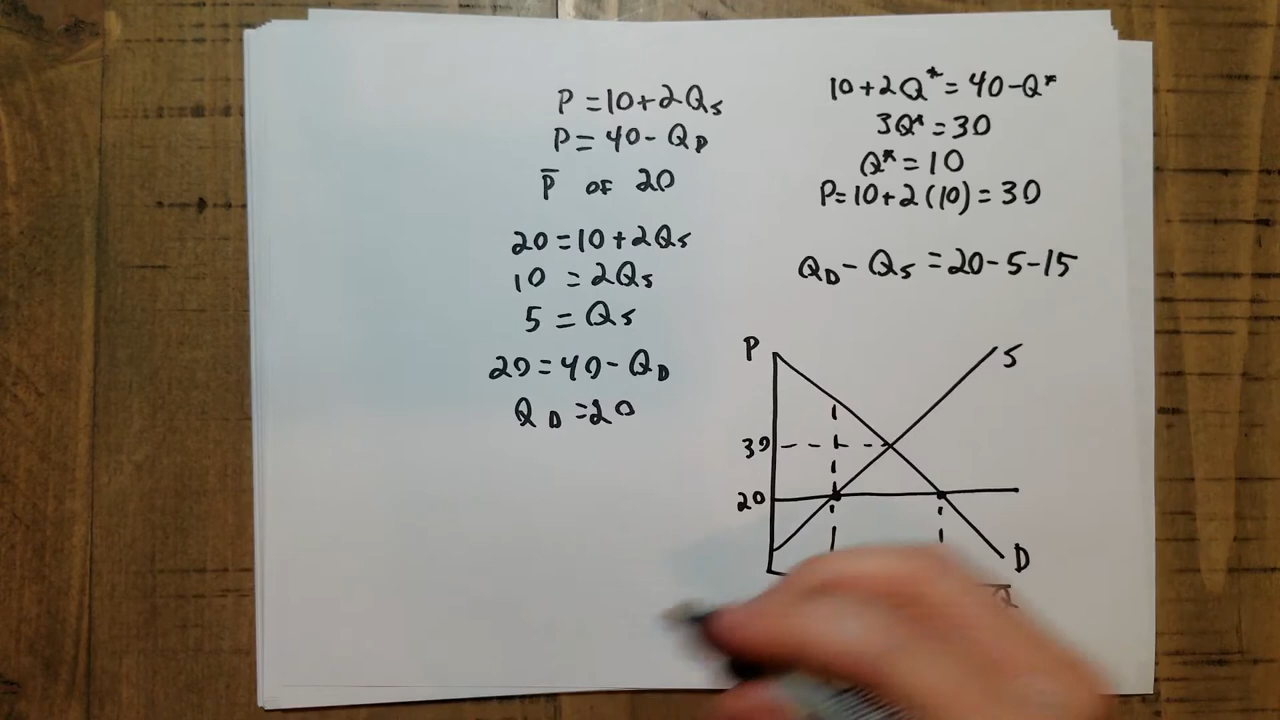 P = 10 + 2Qs
P = 40 - QD
P̄ OF 20
20 = 10 + 2Qs
10 = 2Qs
5 = Qs
20 = 40 - QD
QD = 20
10 + 2Q* = 40 - Q*
3Q* = 30
Q* = 10
P = 10 + 2(10) = 30
QD - QS = 20 - 5 - 15
P
S
30
20
D